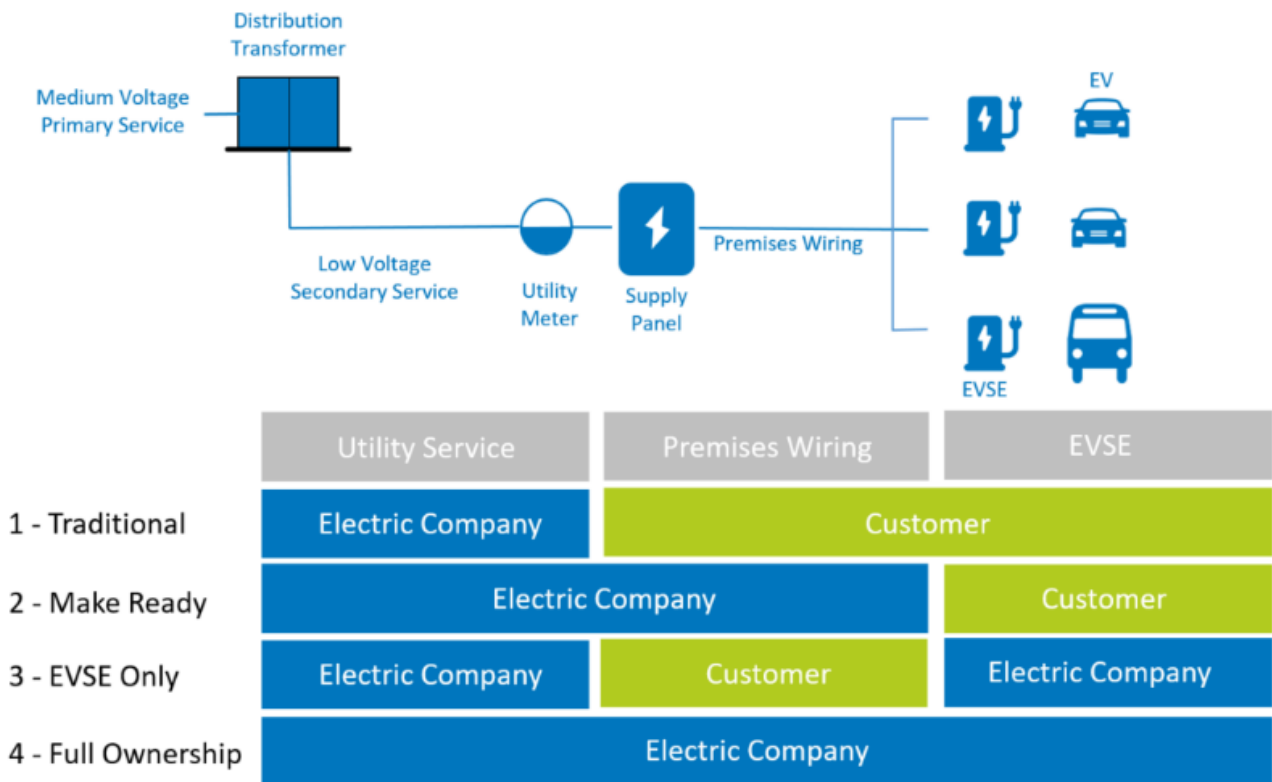 Distribution
Transformer
Medium Voltage
Primary Service
EV
Premises Wiring
Low Voltage
Secondary Service
Utility
Meter
Supply
Panel
EVSE
Utility Service
Premises Wiring
EVSE
1 - Traditional
Electric Company
Customer
2 - Make Ready
Electric Company
Customer
3 - EVSE Only
Electric Company
Customer
Electric Company
4 - Full Ownership
Electric Company